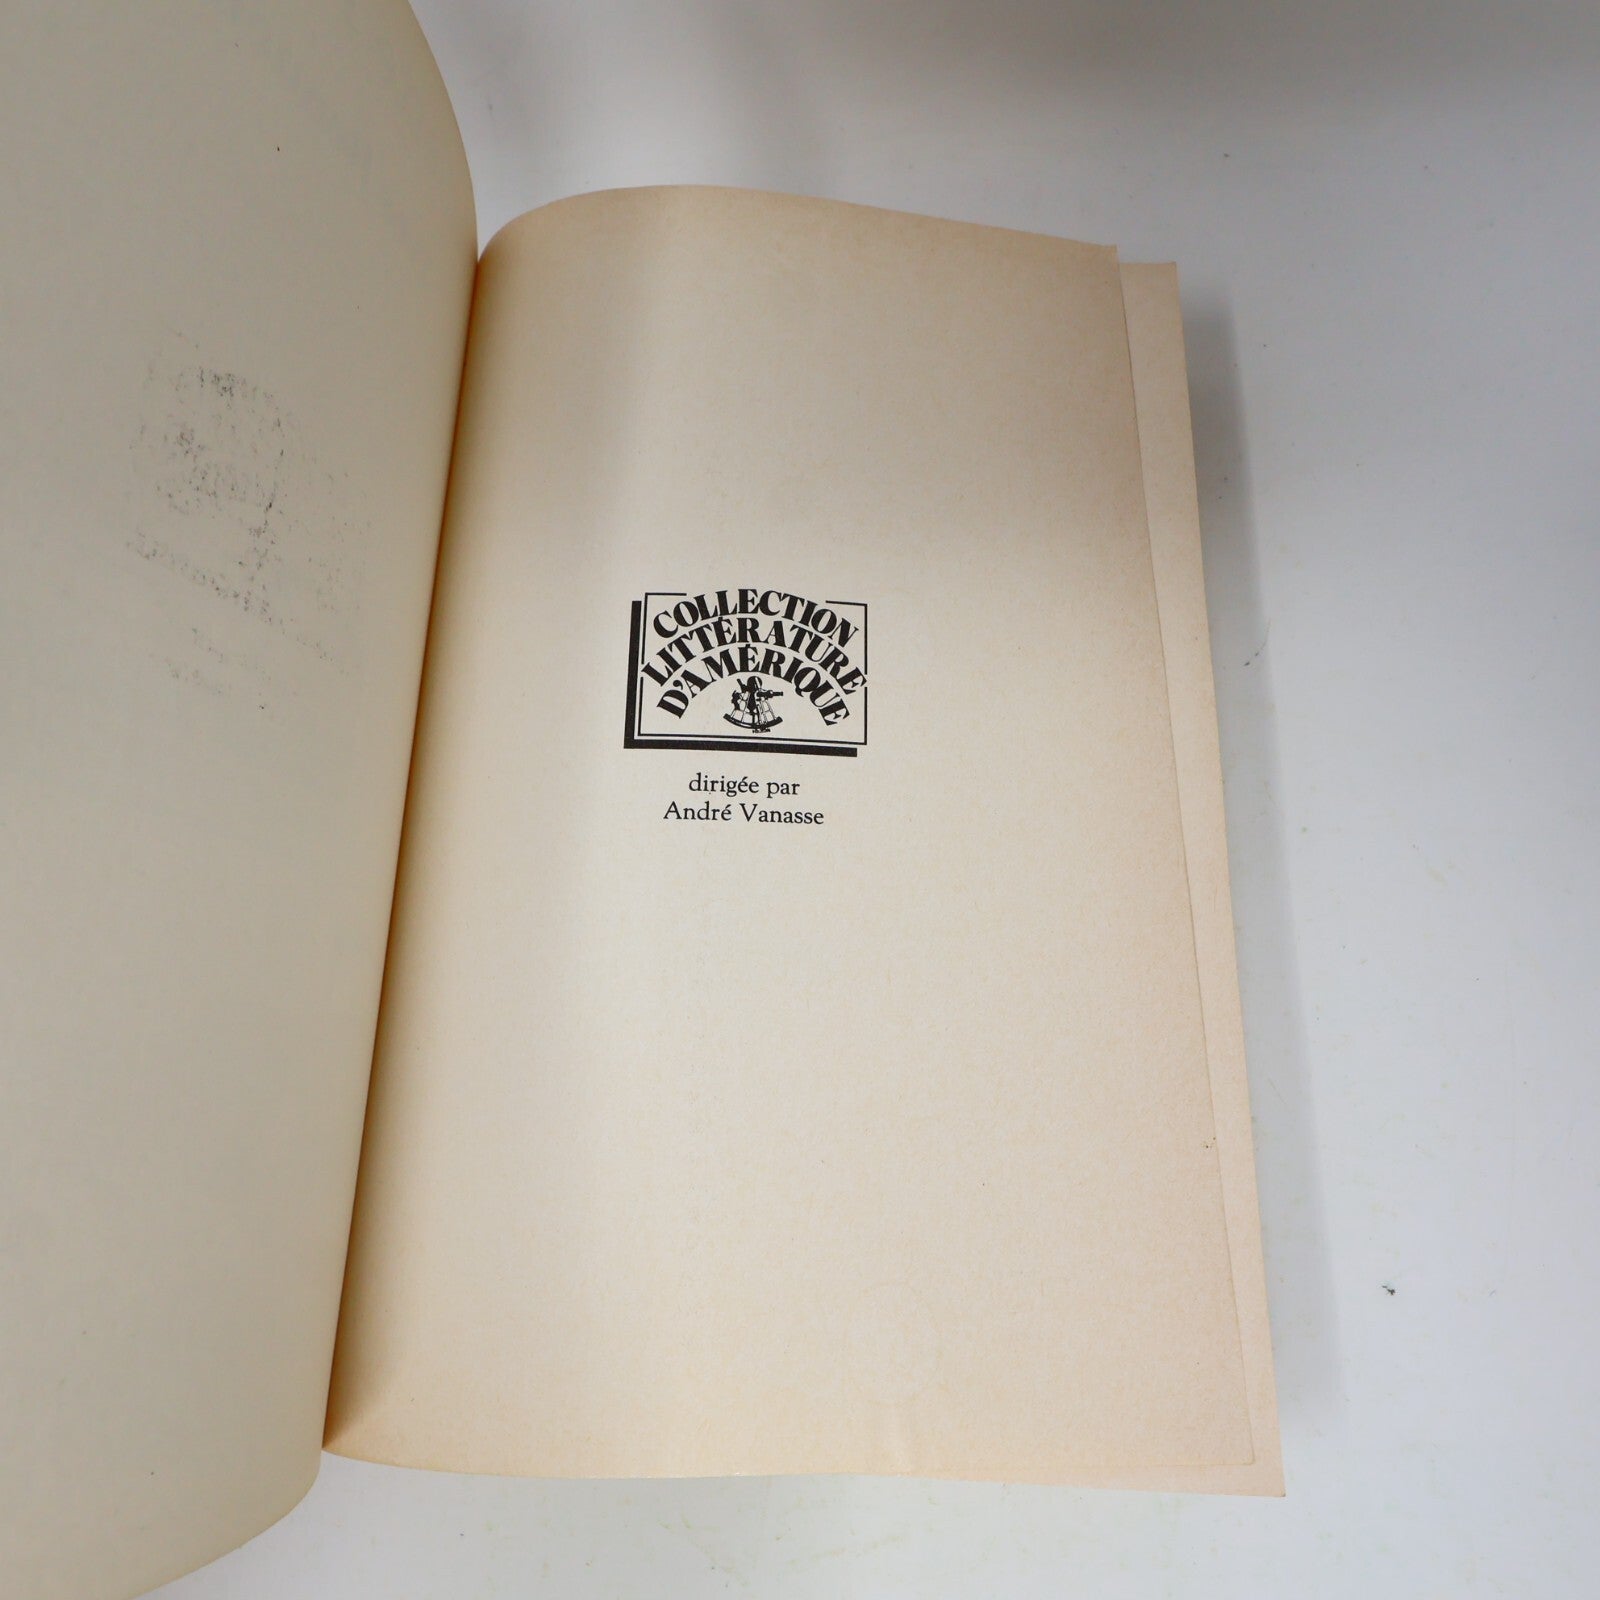 COLLECTION
LITTÉRATURE
D'AMÉRIQUE
dirigée par
André Vanasse